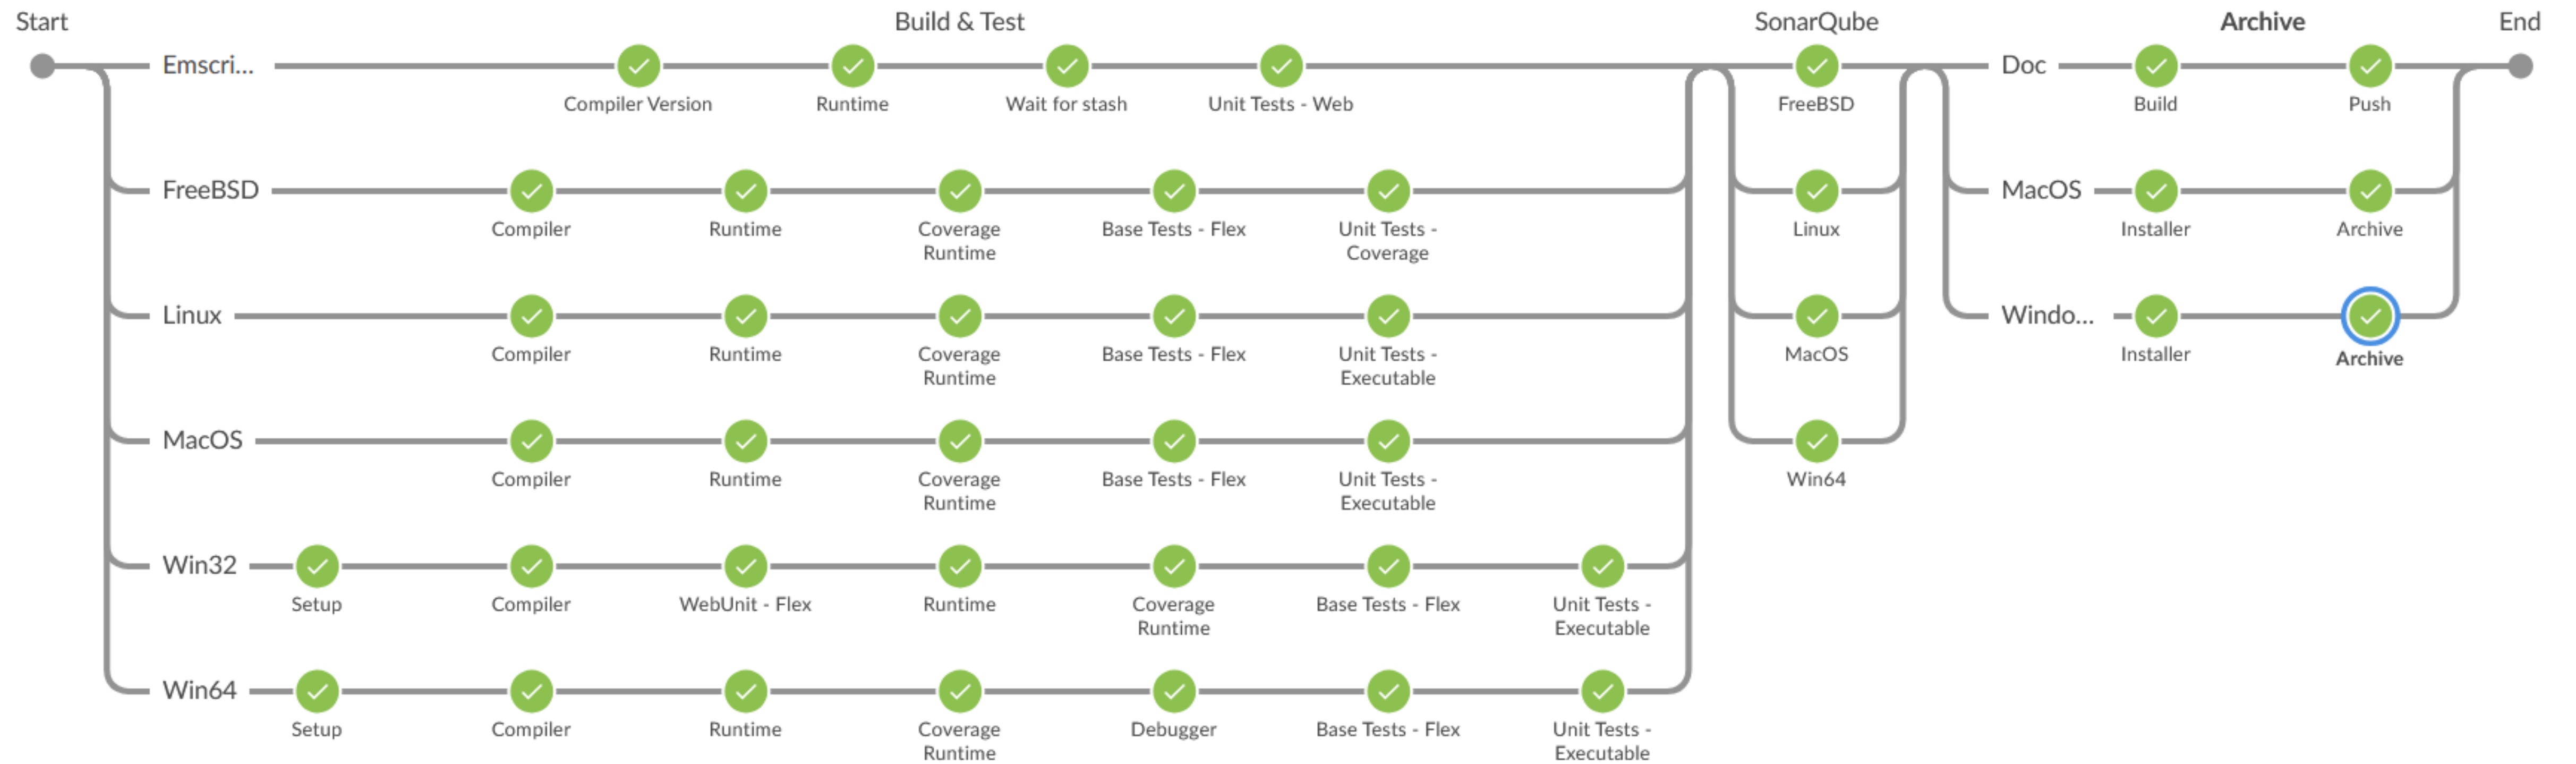 Start
Build & Test
SonarQube
Archive
End
Emscri...
Compiler Version
Runtime
Wait for stash
Unit Tests - Web
FreeBSD
Doc
Build
Push
FreeBSD
Compiler
Runtime
Coverage
Runtime
Base Tests - Flex
Unit Tests -
Coverage
Linux
MacOS
Installer
Archive
Linux
Compiler
Runtime
Coverage
Runtime
Base Tests - Flex
Unit Tests -
Executable
MacOS
Windo...
Installer
Archive
MacOS
Compiler
Runtime
Coverage
Runtime
Base Tests - Flex
Unit Tests -
Executable
Win64
Win32
Setup
Compiler
WebUnit - Flex
Runtime
Coverage
Runtime
Base Tests - Flex
Unit Tests -
Executable
Win64
Setup
Compiler
Runtime
Coverage
Runtime
Debugger
Base Tests - Flex
Unit Tests -
Executable